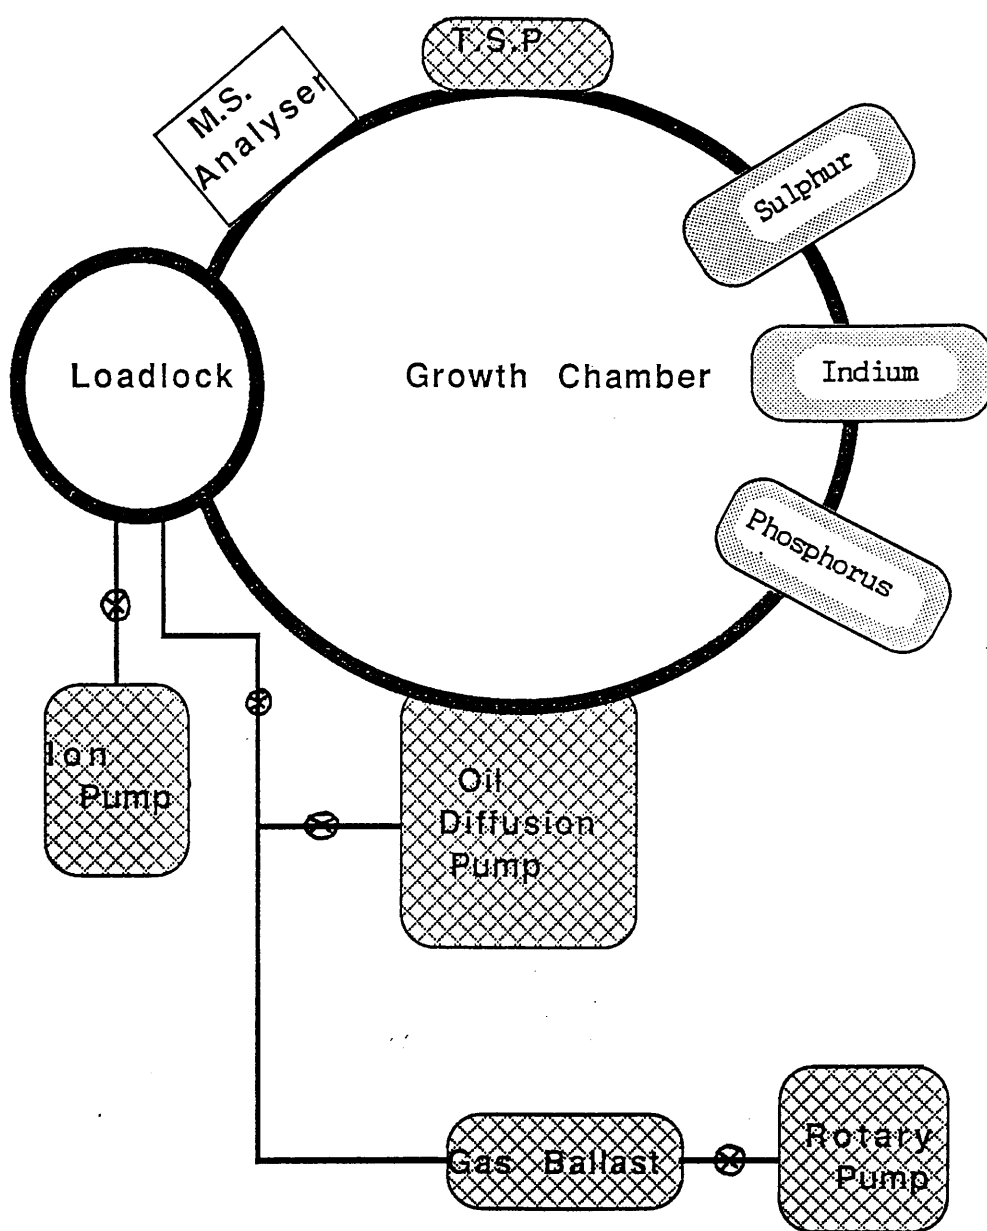 T.S.P
M.S.
Analyser
Sulphur
Loadlock
Growth Chamber
Indium
Phosphorus
Ion
Pump
Oil
Diffusion
Pump
Gas Ballast
Rotary
Pump